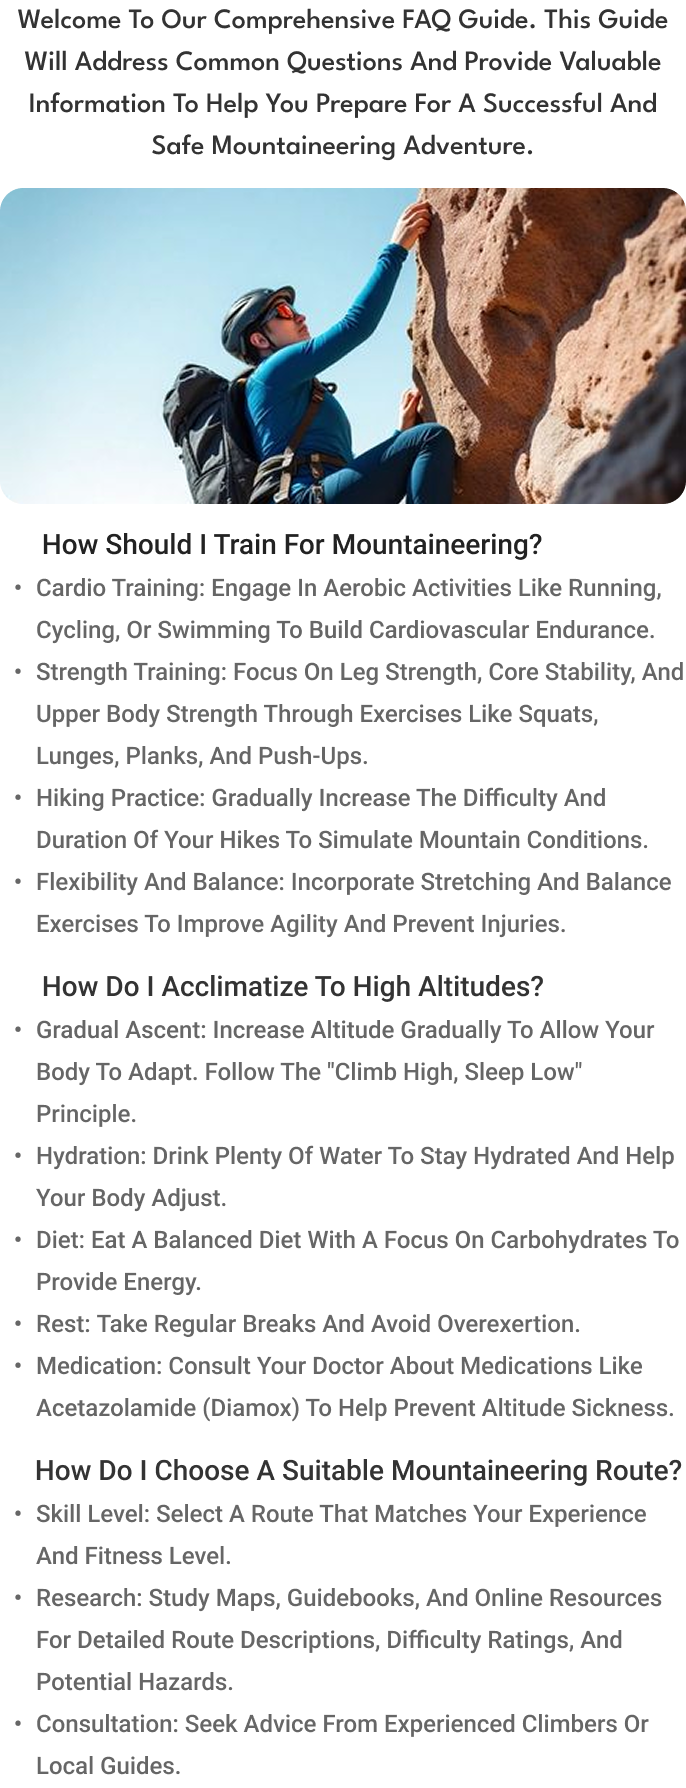 Welcome To Our Comprehensive FAQ Guide. This Guide
Will Address Common Questions And Provide Valuable
Information To Help You Prepare For A Successful And
Safe Mountaineering Adventure.
How Should I Train For Mountaineering?
• Cardio Training: Engage In Aerobic Activities Like Running,
Cycling, Or Swimming To Build Cardiovascular Endurance.
• Strength Training: Focus On Leg Strength, Core Stability, And
Upper Body Strength Through Exercises Like Squats,
Lunges, Planks, And Push-Ups.
• Hiking Practice: Gradually Increase The Difficulty And
Duration Of Your Hikes To Simulate Mountain Conditions.
• Flexibility And Balance: Incorporate Stretching And Balance
Exercises To Improve Agility And Prevent Injuries.
How Do I Acclimatize To High Altitudes?
• Gradual Ascent: Increase Altitude Gradually To Allow Your
Body To Adapt. Follow The "Climb High, Sleep Low"
Principle.
• Hydration: Drink Plenty Of Water To Stay Hydrated And Help
Your Body Adjust.
• Diet: Eat A Balanced Diet With A Focus On Carbohydrates To
Provide Energy.
• Rest: Take Regular Breaks And Avoid Overexertion.
• Medication: Consult Your Doctor About Medications Like
Acetazolamide (Diamox) To Help Prevent Altitude Sickness.
How Do I Choose A Suitable Mountaineering Route?
• Skill Level: Select A Route That Matches Your Experience
And Fitness Level.
• Research: Study Maps, Guidebooks, And Online Resources
For Detailed Route Descriptions, Difficulty Ratings, And
Potential Hazards.
• Consultation: Seek Advice From Experienced Climbers Or
Local Guides.